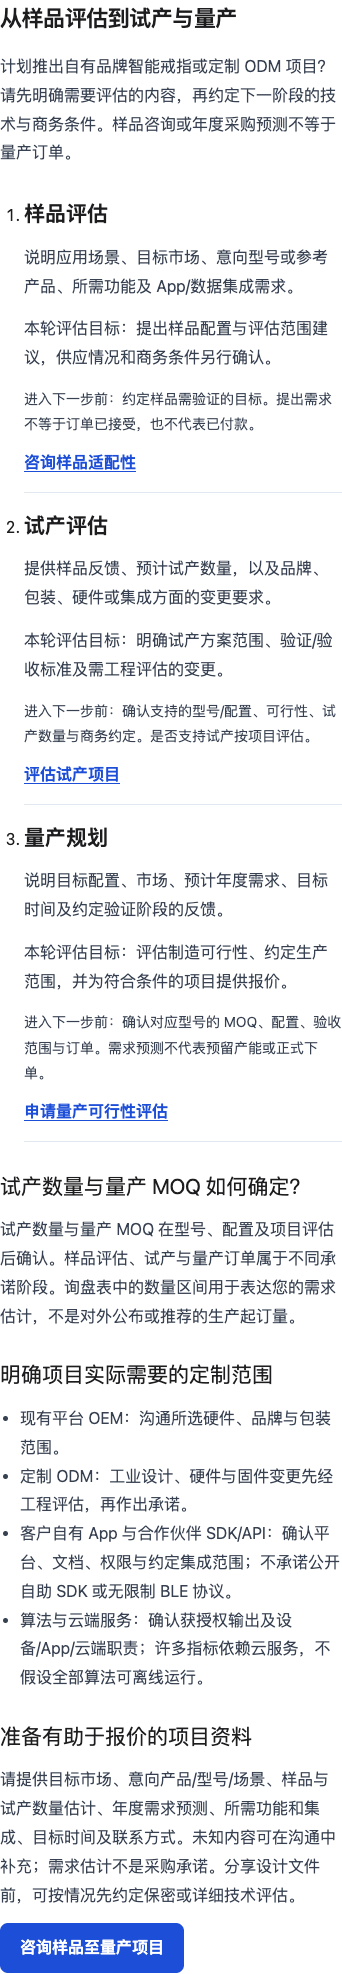 从样品评估到试产与量产
计划推出自有品牌智能戒指或定制 ODM 项目？
请先明确需要评估的内容，再约定下一阶段的技
术与商务条件。样品咨询或年度采购预测不等于
量产订单。
1. 样品评估
说明应用场景、目标市场、意向型号或参考
产品、所需功能及 App/数据集成需求。
本轮评估目标：提出样品配置与评估范围建
议，供应情况和商务条件另行确认。
进入下一步前：约定样品需验证的目标。提出需求
不等于订单已接受，也不代表已付款。
咨询样品适配性
2. 试产评估
提供样品反馈、预计试产数量，以及品牌、
包装、硬件或集成方面的变更要求。
本轮评估目标：明确试产方案范围、验证/验
收标准及需工程评估的变更。
进入下一步前：确认支持的型号/配置、可行性、试
产数量与商务约定。是否支持试产按项目评估。
评估试产项目
3. 量产规划
说明目标配置、市场、预计年度需求、目标
时间及约定验证阶段的反馈。
本轮评估目标：评估制造可行性、约定生产
范围，并为符合条件的项目提供报价。
进入下一步前：确认对应型号的 MOQ、配置、验收
范围与订单。需求预测不代表预留产能或正式下
单。
申请量产可行性评估
试产数量与量产 MOQ 如何确定？
试产数量与量产 MOQ 在型号、配置及项目评估
后确认。样品评估、试产与量产订单属于不同承
诺阶段。询盘表中的数量区间用于表达您的需求
估计，不是对外公布或推荐的生产起订量。
明确项目实际需要的定制范围
• 现有平台 OEM：沟通所选硬件、品牌与包装
范围。
• 定制 ODM：工业设计、硬件与固件变更先经
工程评估，再作出承诺。
• 客户自有 App 与合作伙伴 SDK/API：确认平
台、文档、权限与约定集成范围；不承诺公开
自助 SDK 或无限制 BLE 协议。
• 算法与云端服务：确认获授权输出及设
备/App/云端职责；许多指标依赖云服务，不
假设全部算法可离线运行。
准备有助于报价的项目资料
请提供目标市场、意向产品/型号/场景、样品与
试产数量估计、年度需求预测、所需功能和集
成、目标时间及联系方式。未知内容可在沟通中
补充；需求估计不是采购承诺。分享设计文件
前，可按情况先约定保密或详细技术评估。
咨询样品至量产项目